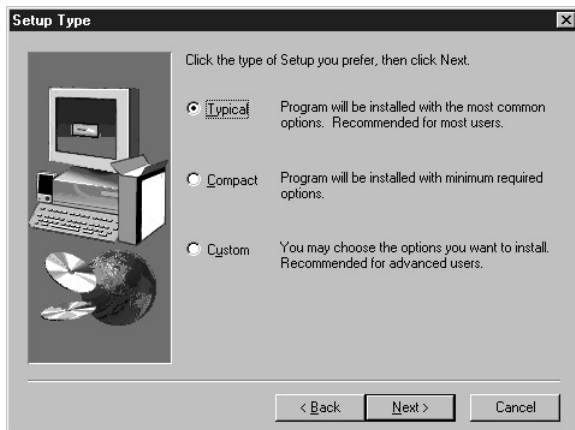 Setup Type
Click the type of Setup you prefer, then click Next.
Typical Program will be installed with the most common
options. Recommended for most users.
Compact Program will be installed with minimum required
options.
Custom You may choose the options you want to install.
Recommended for advanced users.
< Back Next > Cancel